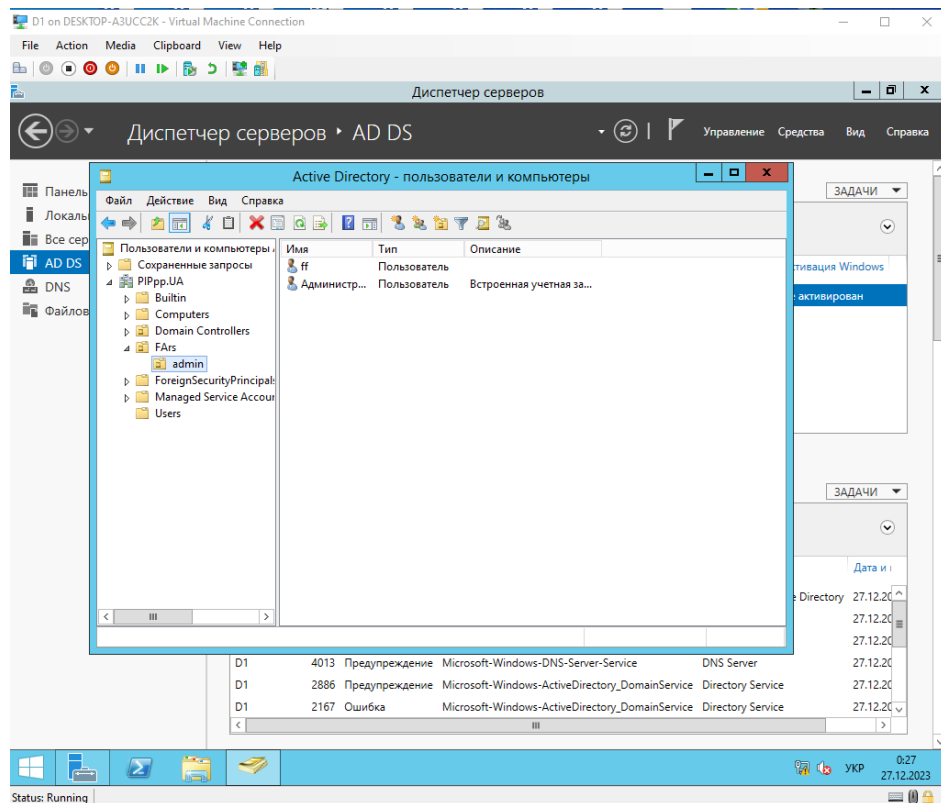 D1 on DESKTOP-A3UCC2K - Virtual Machine Connection
File Action Media Clipboard View Help
Диспетчер серверов
Диспетчер серверов ‣ AD DS
Управление Средства Вид Справка
Панель
Локаль
Все сер
AD DS
DNS
Файлов
ЗАДАЧИ
тивация Windows
активирован
Active Directory - пользователи и компьютеры
Файл Действие Вид Справка
Пользователи и компьютеры
Сохраненные запросы
PIPpp.UA
Builtin
Computers
Domain Controllers
FArs
admin
ForeignSecurityPrincipal
Managed Service Accour
Users
Имя Тип Описание
ff Пользователь
Администр... Пользователь Встроенная учетная за...
ЗАДАЧИ
Дата и
Directory 27.12.20
27.12.20
27.12.20
D1 4013 Предупреждение Microsoft-Windows-DNS-Server-Service DNS Server 27.12.20
D1 2886 Предупреждение Microsoft-Windows-ActiveDirectory_DomainService Directory Service 27.12.20
D1 2167 Ошибка Microsoft-Windows-ActiveDirectory_DomainService Directory Service 27.12.20
УКР 0:27
27.12.2023
Status: Running